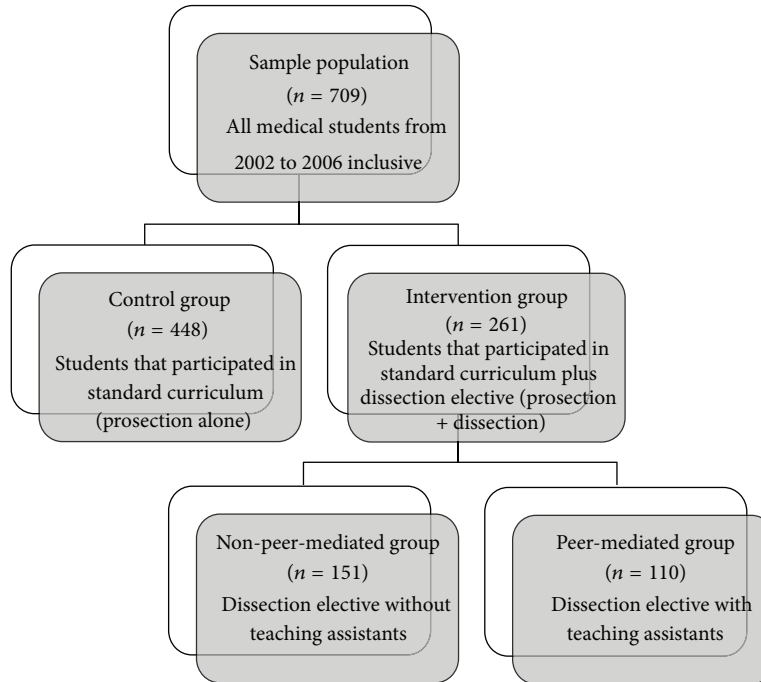 Sample population
(n = 709)
All medical students from
2002 to 2006 inclusive
Control group
(n = 448)
Students that participated in
standard curriculum
(prosection alone)
Intervention group
(n = 261)
Students that participated in
standard curriculum plus
dissection elective (prosection
+ dissection)
Non-peer-mediated group
(n = 151)
Dissection elective without
teaching assistants
Peer-mediated group
(n = 110)
Dissection elective with
teaching assistants